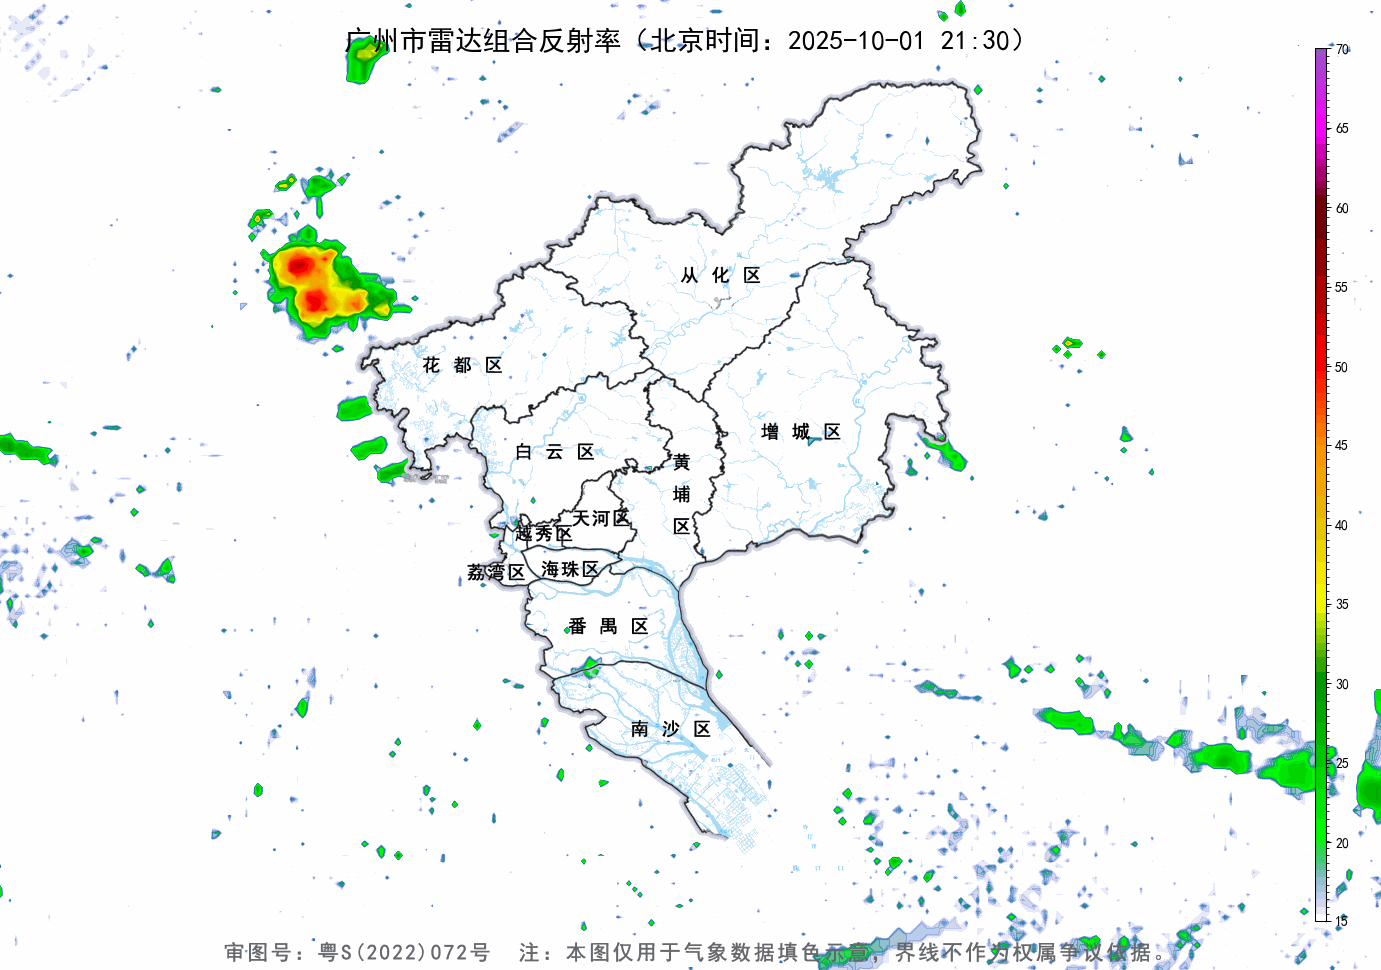 广州市雷达组合反射率（北京时间：2025-10-01 21:30）
70
65
60
55
50
45
40
35
30
25
20
15
从化区
花都区
增城区
白云区
黄埔区
天河区
越秀区
荔湾区
海珠区
番禺区
南沙区
审图号：粤S(2022)072号 注：本图仅用于气象数据填色示意，界线不作为权属争议依据。